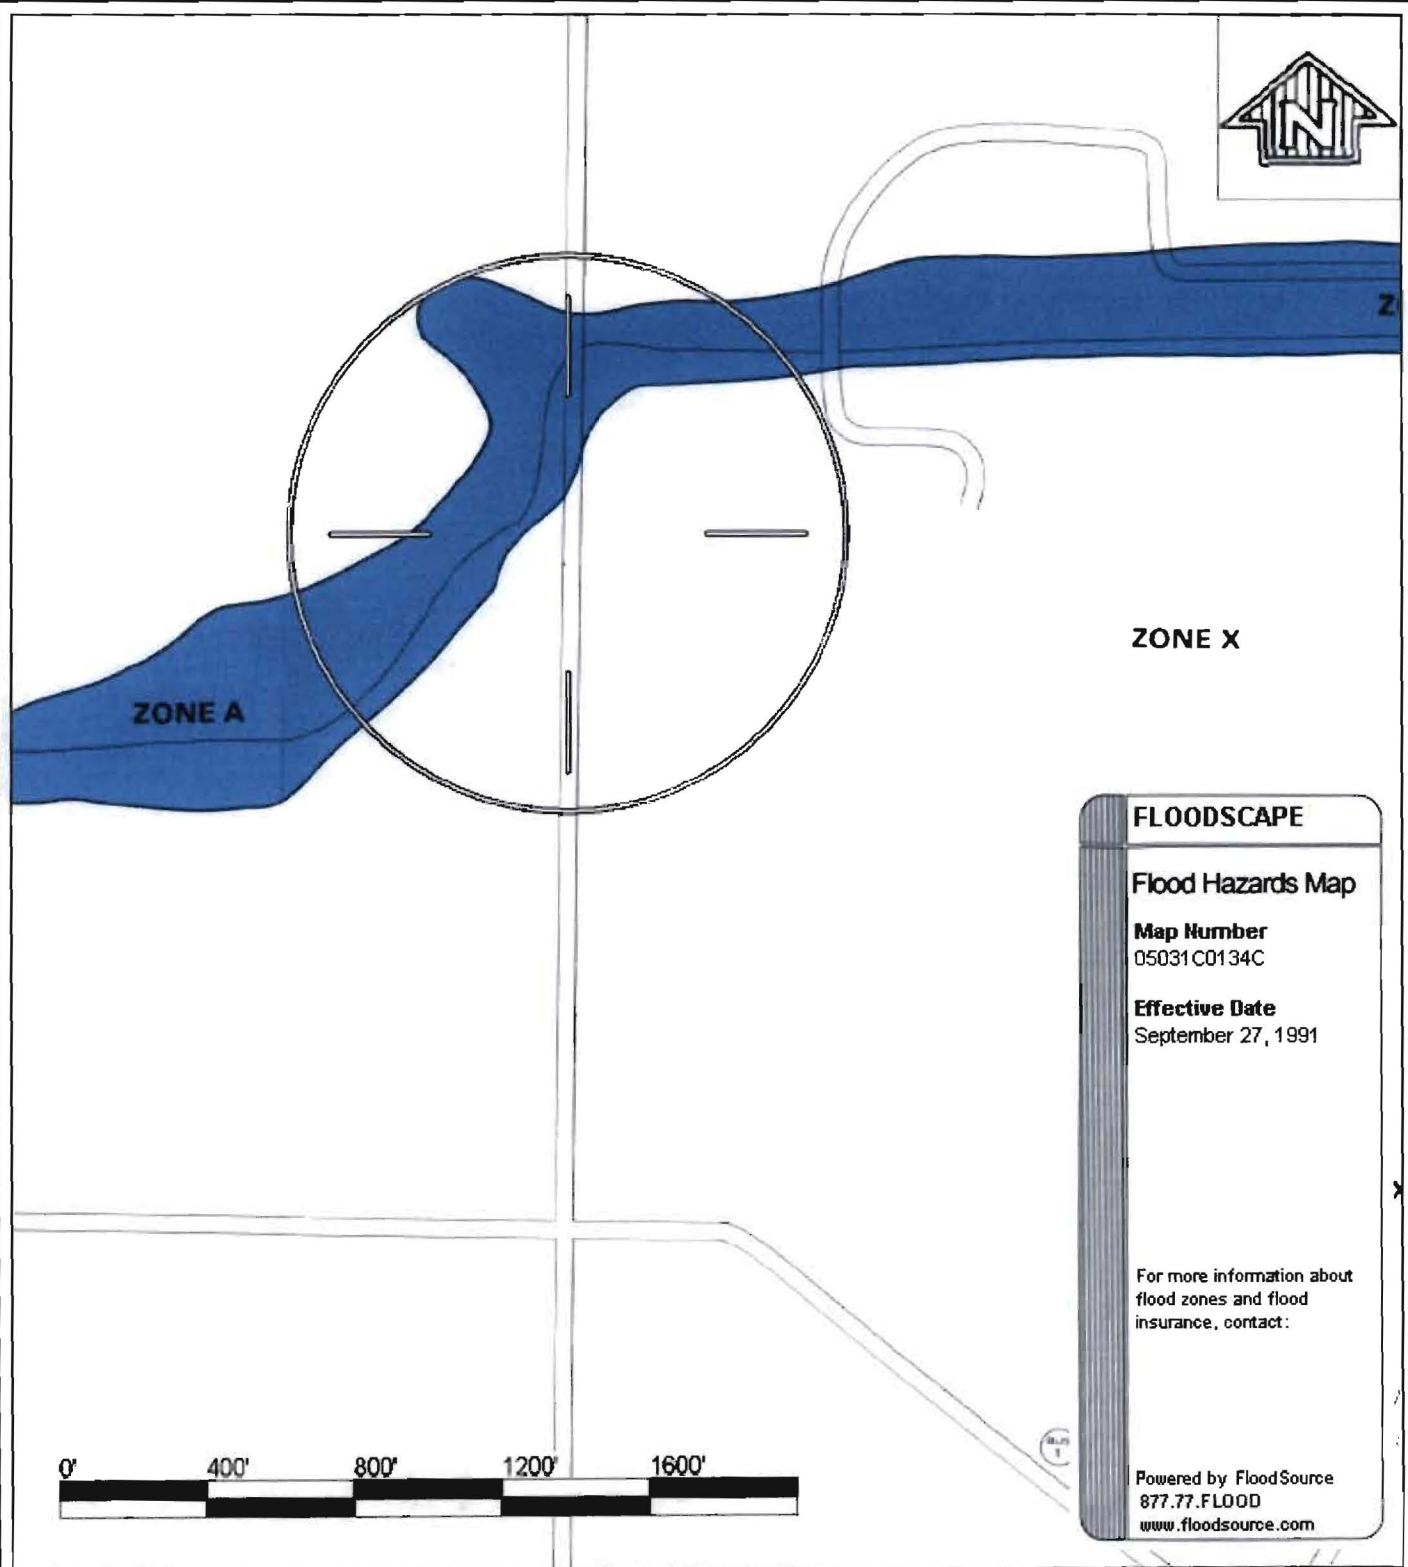 N
Z
ZONE X
ZONE A
FLOODSCAPE
Flood Hazards Map
Map Number
05031C0134C
Effective Date
September 27, 1991
X
For more information about
flood zones and flood
insurance, contact:
0' 400' 800' 1200' 1600'
Powered by FloodSource
877.77.FLOOD
www.floodsource.com